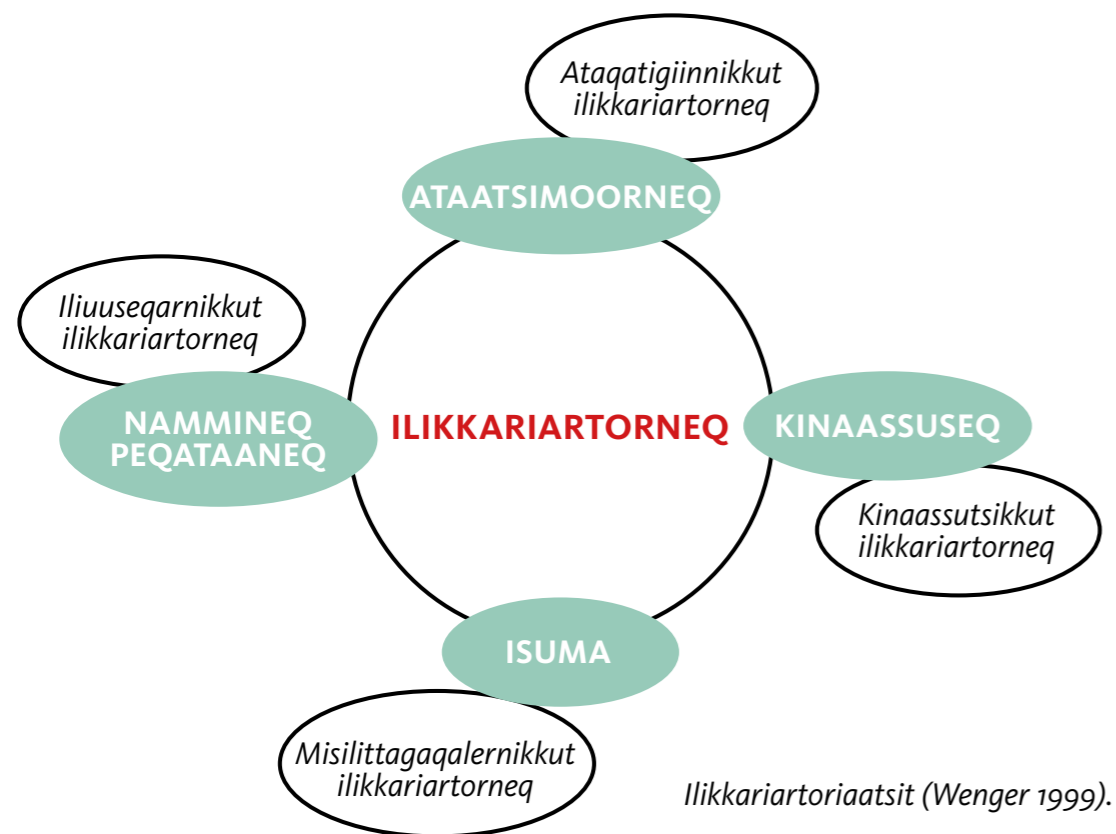 Ataqatigiinnikkut
ilikkariartorneq
ATAATSIMOORNEQ
Iliuuseqarnikkut
ilikkariartorneq
NAMMINEQ
PEQATAANEQ
ILIKKARIARTORNEQ
KINAASSUSEQ
Kinaassutsikkut
ilikkariartorneq
ISUMA
Misilittagaqalernikkut
ilikkariartorneq
Ilikkariartoriaatsit (Wenger 1999).